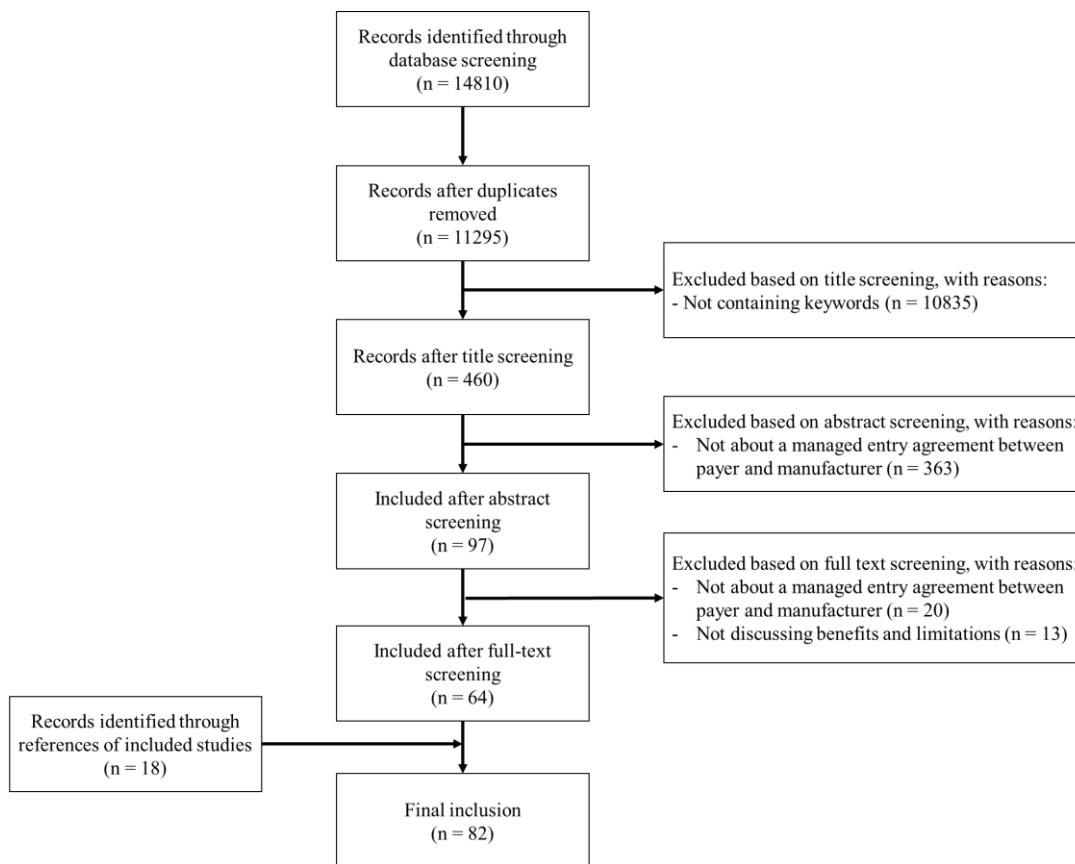 Records identified through
database screening
(n = 14810)
Records after duplicates
removed
(n = 11295)
Excluded based on title screening, with reasons:
- Not containing keywords (n = 10835)
Records after title screening
(n = 460)
Excluded based on abstract screening, with reasons:
- Not about a managed entry agreement between
payer and manufacturer (n = 363)
Included after abstract
screening
(n = 97)
Excluded based on full text screening, with reasons:
- Not about a managed entry agreement between
payer and manufacturer (n = 20)
- Not discussing benefits and limitations (n = 13)
Included after full-text
screening
(n = 64)
Records identified through
references of included studies
(n = 18)
Final inclusion
(n = 82)